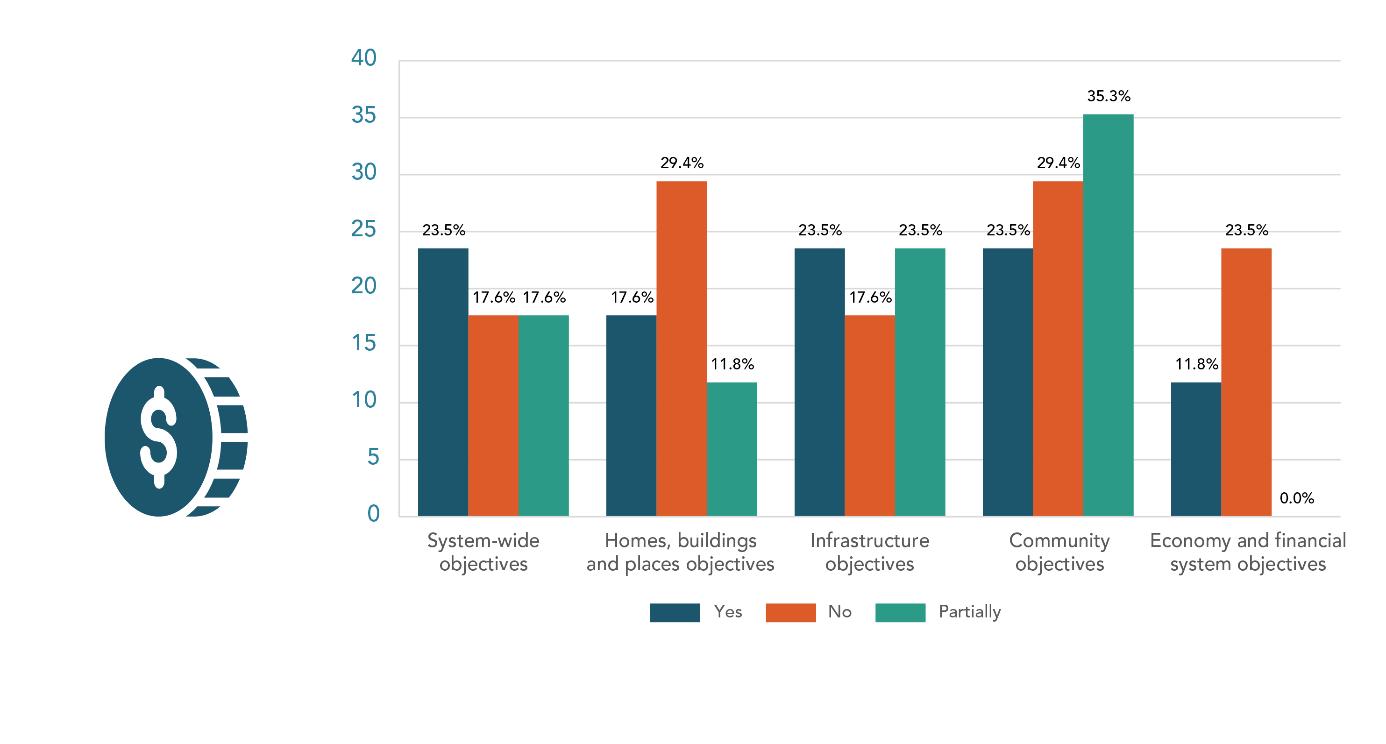 40
35
30
25
20
15
10
5
0
23.5%
17.6%
17.6%
17.6%
29.4%
11.8%
23.5%
17.6%
23.5%
23.5%
29.4%
35.3%
11.8%
23.5%
0.0%
System-wide
objectives
Homes, buildings
and places objectives
Infrastructure
objectives
Community
objectives
Economy and financial
system objectives
Yes
No
Partially
$